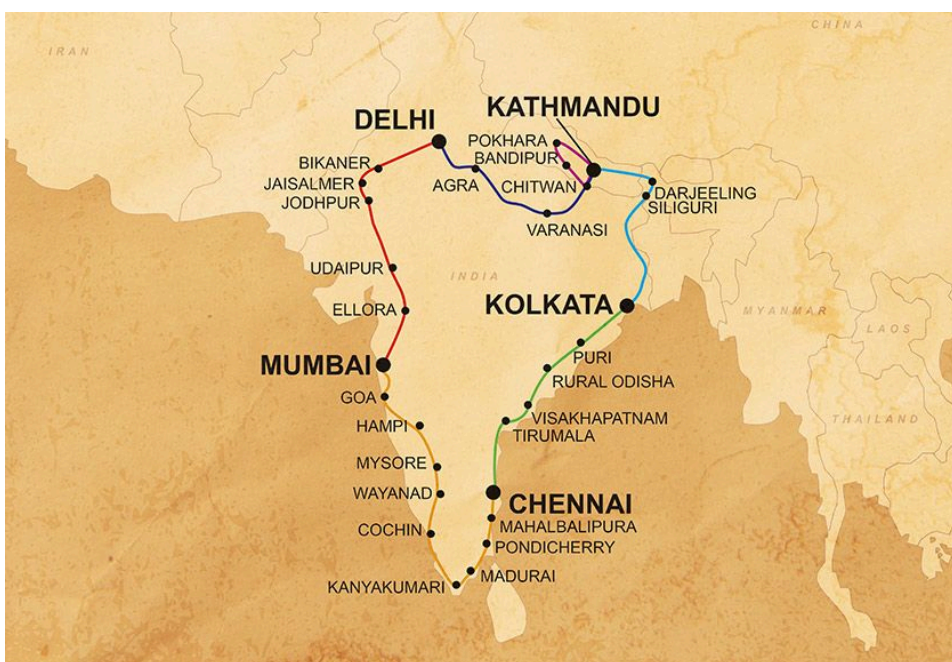 IRAN
CHINA
KATHMANDU
DELHI
POKHARA
BANDIPUR
BIKANER
JAISALMER
AGRA
CHITWAN
DARJEELING
JODHPUR
SILIGURI
VARANASI
UDAIPUR
INDIA
ELLORA
KOLKATA
MYANMAR
LAOS
PURI
MUMBAI
RURAL ODISHA
GOA
VISAKHAPATNAM
THAILAND
HAMPI
TIRUMALA
MYSORE
WAYANAD
CHENNAI
MAHALBALIPURA
COCHIN
PONDICHERRY
MADURAI
KANYAKUMARI